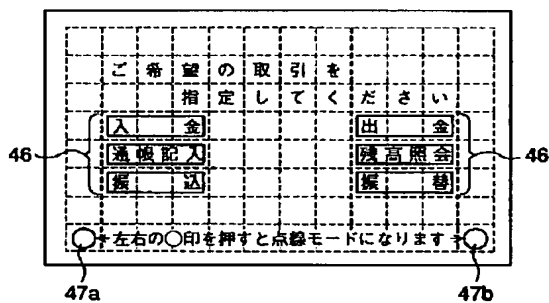 ご希望の取引を
指定してください
入金 出金
46 通帳記入 残高照会 46
振込 振替
左右の○印を押すと点線モードになります
47a 47b